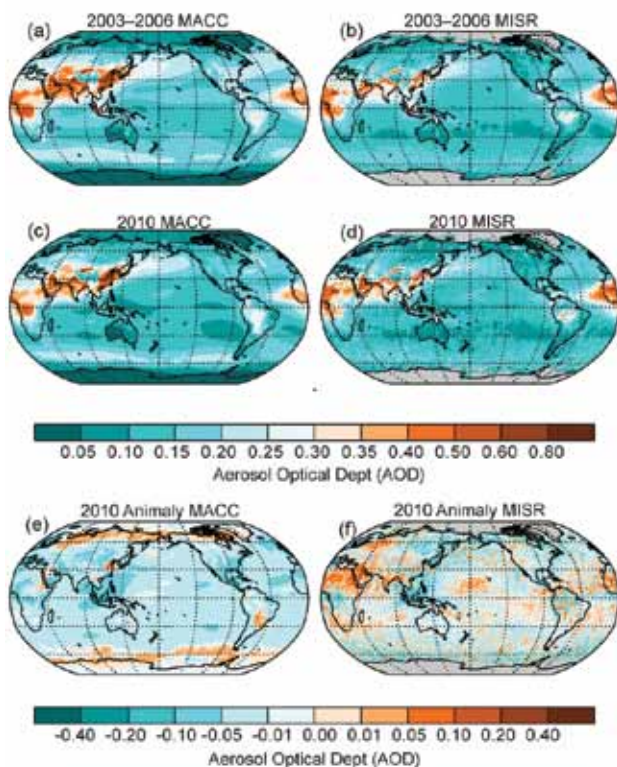 (a) 2003–2006 MACC
(b) 2003–2006 MISR
(c) 2010 MACC
(d) 2010 MISR
0.05 0.10 0.15 0.20 0.25 0.30 0.35 0.40 0.50 0.60 0.80
Aerosol Optical Dept (AOD)
(e) 2010 Animaly MACC
(f) 2010 Animaly MISR
-0.40 -0.20 -0.10 -0.05 -0.01 0.00 0.01 0.05 0.10 0.20 0.40
Aerosol Optical Dept (AOD)